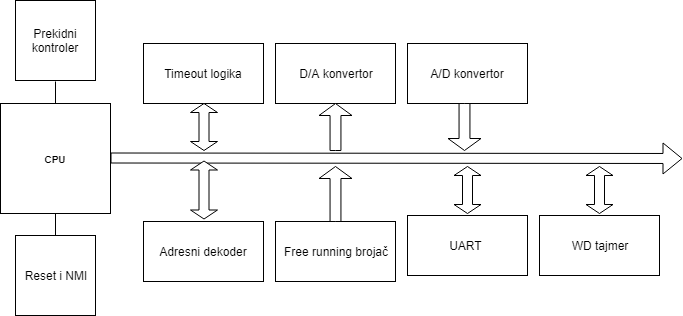 Prekidni
kontroler
Timeout logika
D/A konvertor
A/D konvertor
CPU
Reset i NMI
Adresni dekoder
Free running brojač
UART
WD tajmer